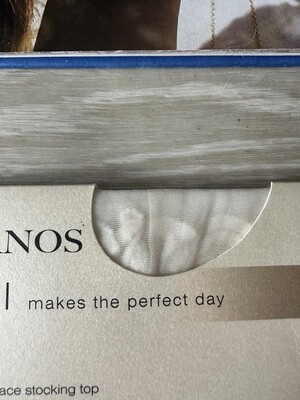 NOS
makes the perfect day
ace stocking top